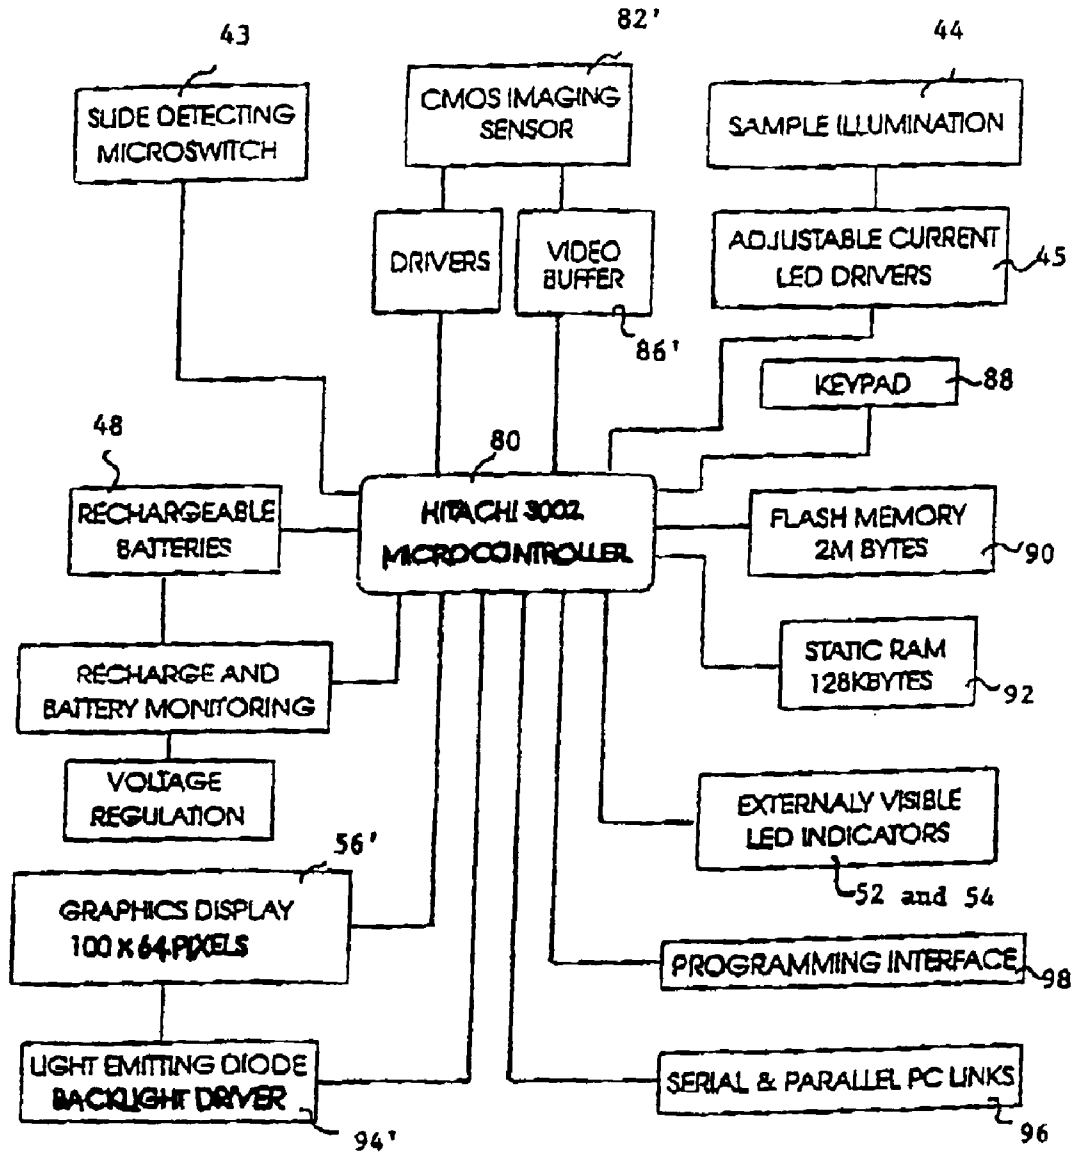 43
82'
44
SLIDE DETECTING
MICROSWITCH
CMOS IMAGING
SENSOR
SAMPLE ILLUMINATION
DRIVERS
VIDEO
BUFFER
ADJUSTABLE CURRENT
LED DRIVERS
45
86'
KEYPAD
88
48
80
RECHARGEABLE
BATTERIES
HITACHI 3002
MICROCONTROLLER
FLASH MEMORY
2M BYTES
90
RECHARGE AND
BATTERY MONITORING
STATIC RAM
128KBYTES
92
VOLTAGE
REGULATION
EXTERNALY VISIBLE
LED INDICATORS
52 and 54
56'
GRAPHICS DISPLAY
100 X 64 PIXELS
PROGRAMMING INTERFACE
98
LIGHT EMITTING DIODE
BACKLIGHT DRIVER
94'
SERIAL & PARALLEL PC LINKS
96